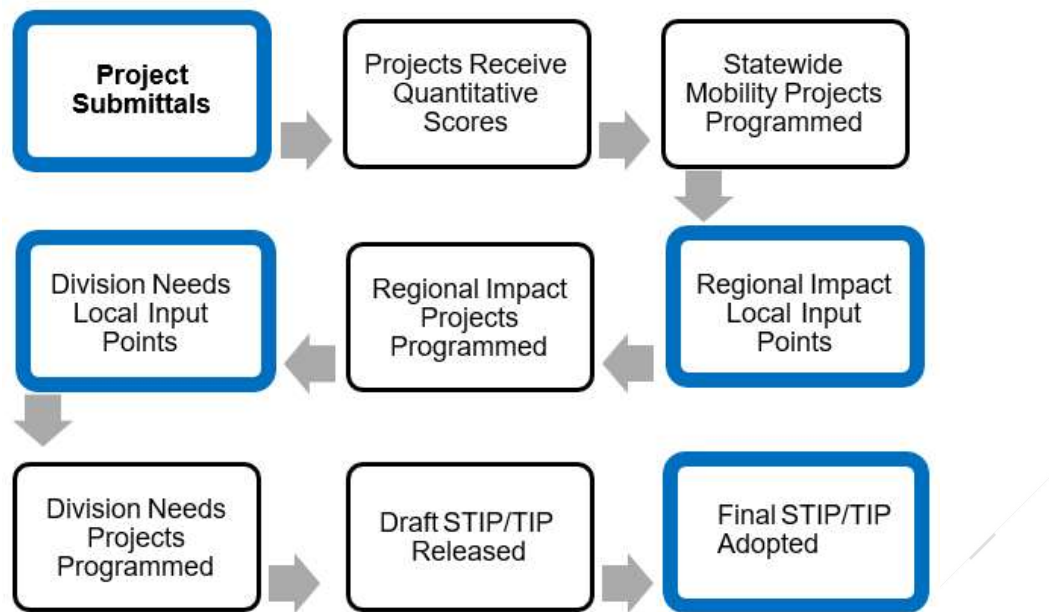 Project
Submittals
Projects Receive
Quantitative
Scores
Statewide
Mobility Projects
Programmed
Regional Impact
Local Input
Points
Regional Impact
Projects
Programmed
Division Needs
Local Input
Points
Division Needs
Projects
Programmed
Draft STIP/TIP
Released
Final STIP/TIP
Adopted